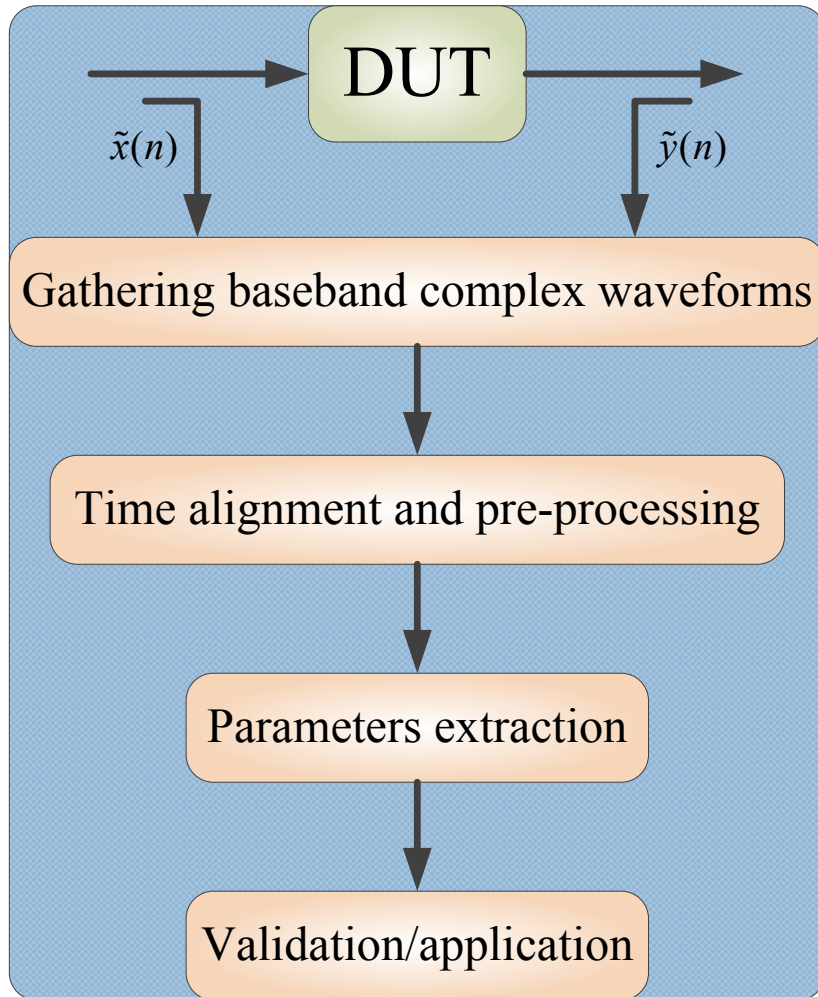 DUT
x̃(n) ỹ(n)
Gathering baseband complex waveforms
Time alignment and pre-processing
Parameters extraction
Validation/application